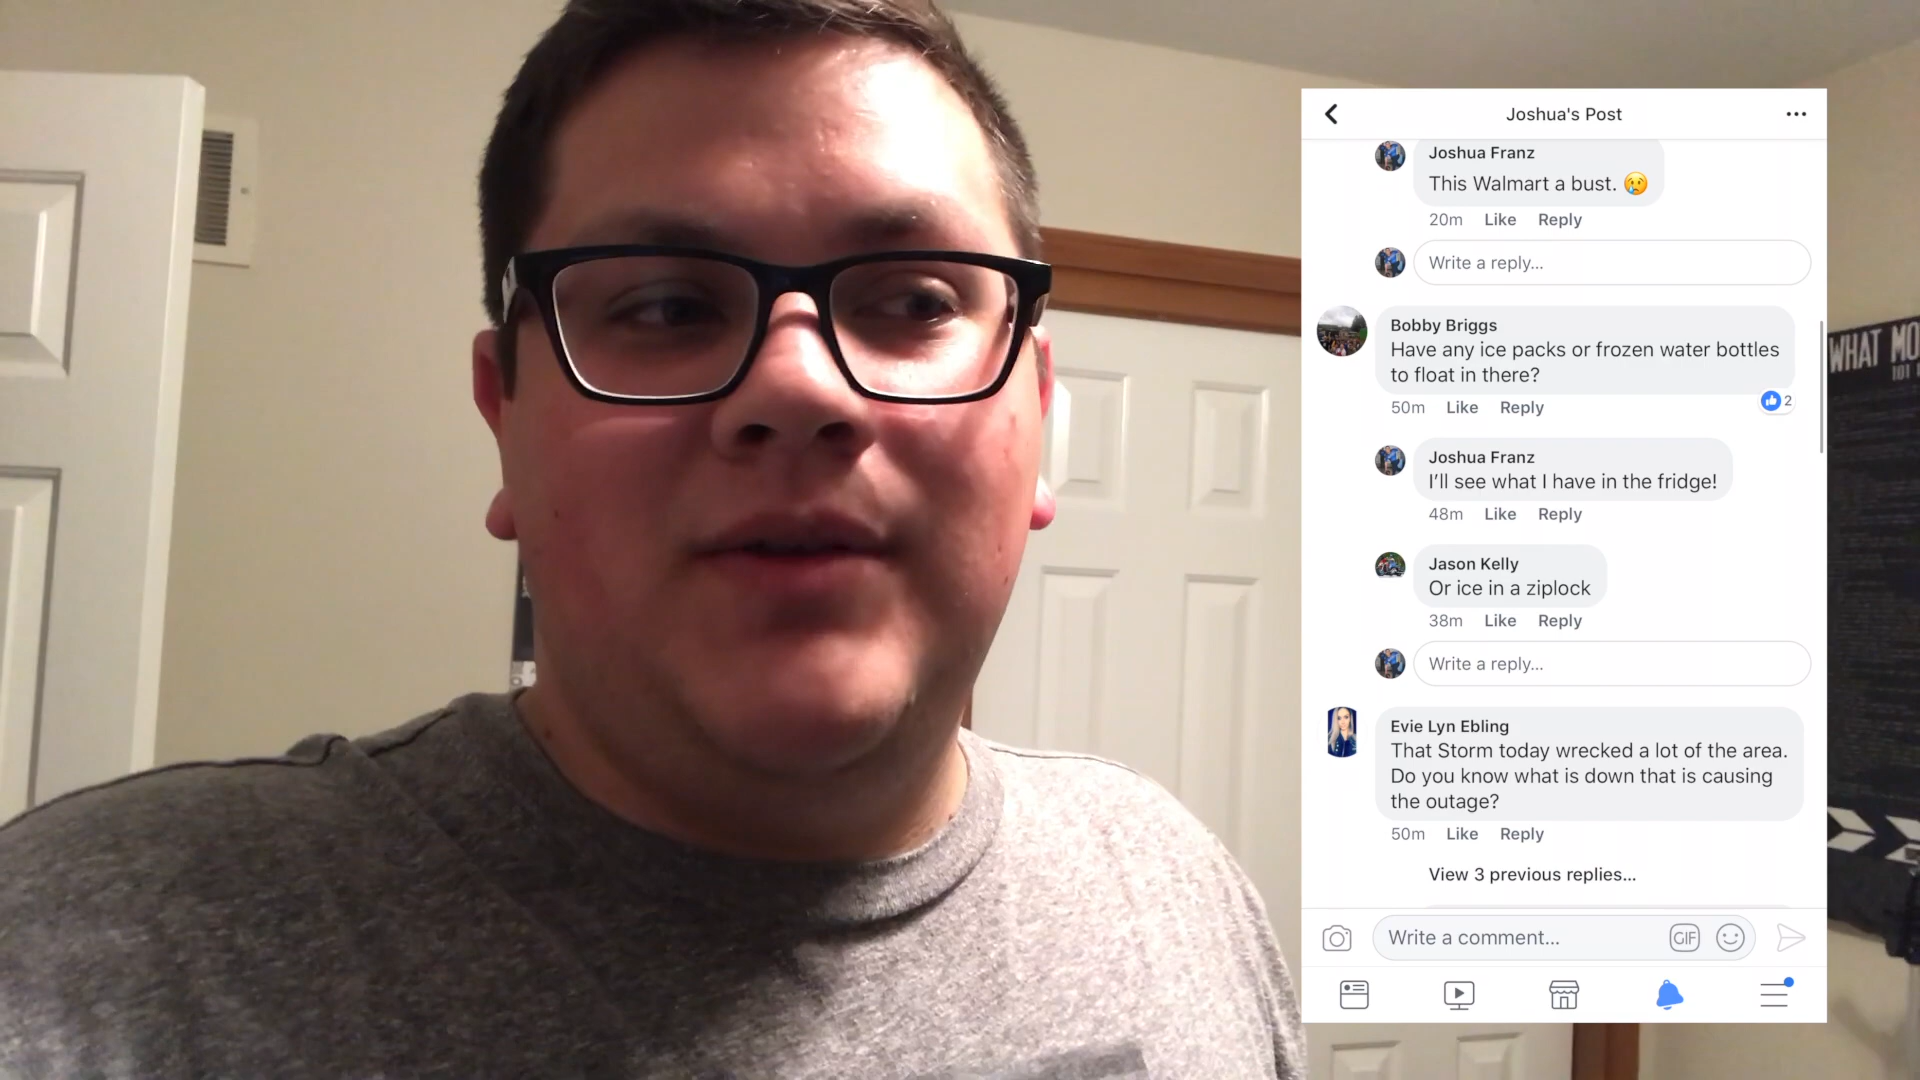 Joshua's Post
Joshua Franz
This Walmart a bust. 😢
20m Like Reply
Write a reply...
Bobby Briggs
Have any ice packs or frozen water bottles
to float in there?
50m Like Reply
2
Joshua Franz
I'll see what I have in the fridge!
48m Like Reply
Jason Kelly
Or ice in a ziplock
38m Like Reply
Write a reply...
Evie Lyn Ebling
That Storm today wrecked a lot of the area.
Do you know what is down that is causing
the outage?
50m Like Reply
View 3 previous replies...
Write a comment...
GIF
WHAT MO
101